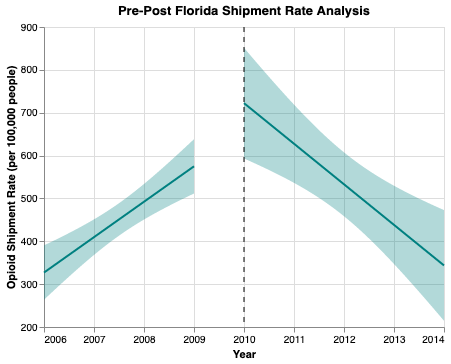 Pre-Post Florida Shipment Rate Analysis
900
800
700
600
500
400
300
200
Opioid Shipment Rate (per 100,000 people)
2006 2007 2008 2009 2010 2011 2012 2013 2014
Year